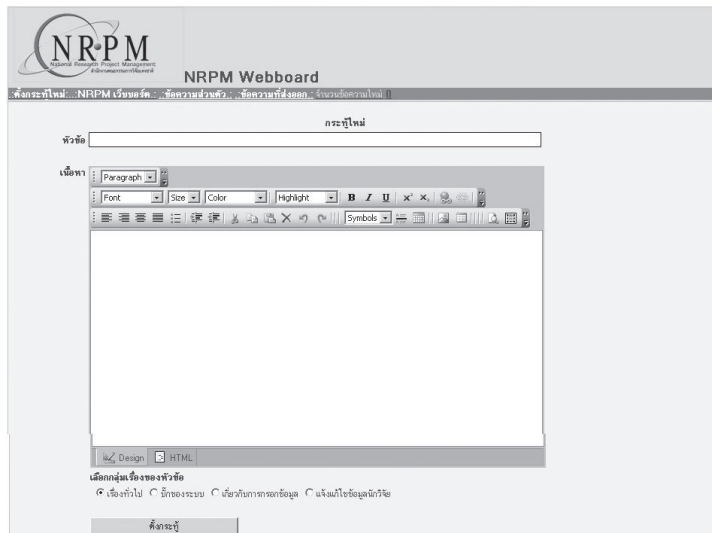 NRPM
National Research Project Management
NRPM Webboard
.:ตั้งกระทู้ใหม่:. .:NRPM เว็บบอร์ด.: .:ข้อความส่วนตัว.: .:ข้อความที่ส่งออก.: จำนวนข้อความใหม่
กระทู้ใหม่
หัวข้อ
เนื้อหา
Paragraph
Font Size Color Highlight B I U x² x₂
Symbols
Design HTML
เลือกกลุ่มเรื่องของหัวข้อ
เรื่องทั่วไป บั๊กของระบบ เกี่ยวกับการกรอกข้อมูล แจ้งแก้ไขข้อมูลนักวิจัย
ตั้งกระทู้